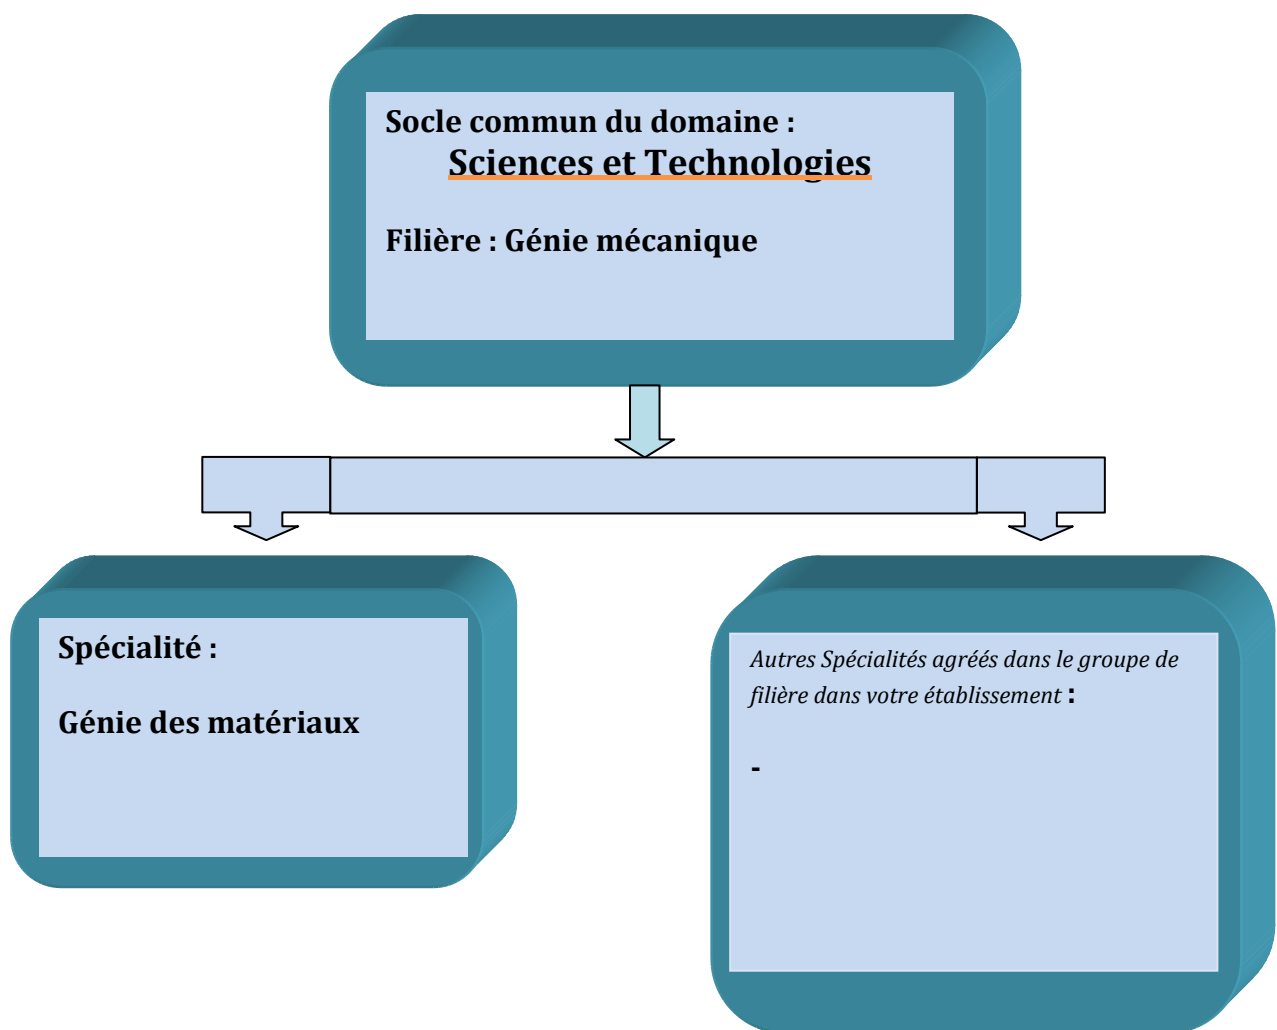 Socle commun du domaine :
Sciences et Technologies
Filière : Génie mécanique
Spécialité :
Génie des matériaux
Autres Spécialités agréés dans le groupe de
filière dans votre établissement :
-